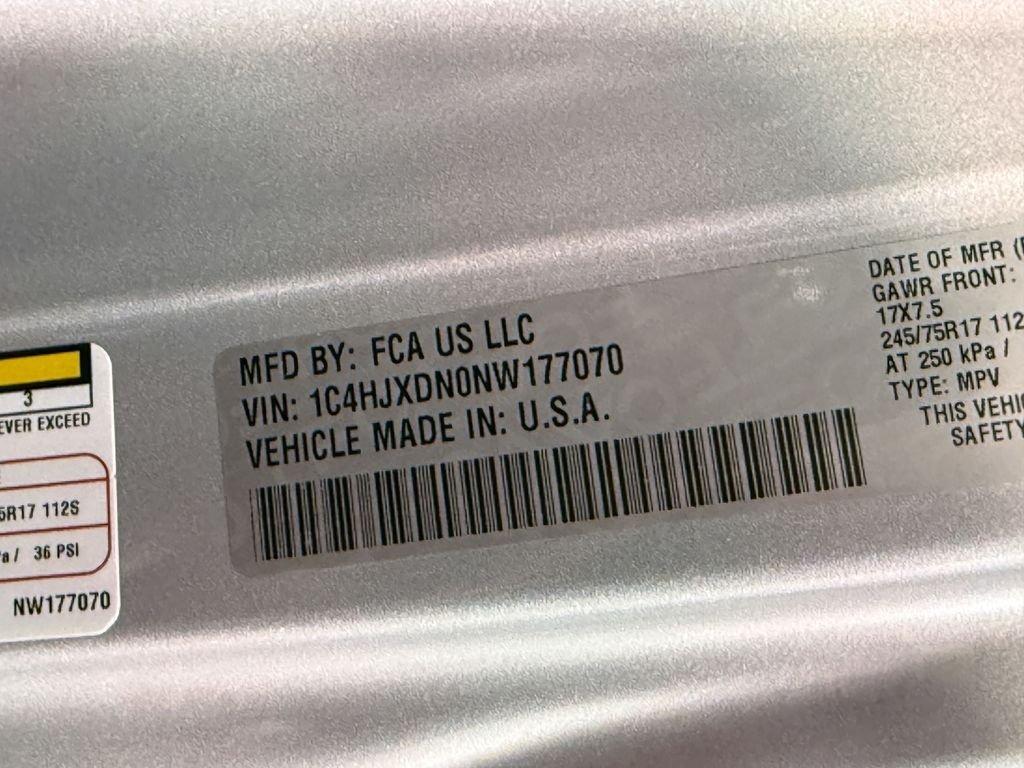 3
EVER EXCEED
5R17 112S
a / 36 PSI
NW177070
MFD BY: FCA US LLC
VIN: 1C4HJXDN0NW177070
VEHICLE MADE IN: U.S.A.
DATE OF MFR (
GAWR FRONT:
17X7.5
245/75R17 112
AT 250 kPa /
TYPE: MPV
THIS VEHI
SAFETY